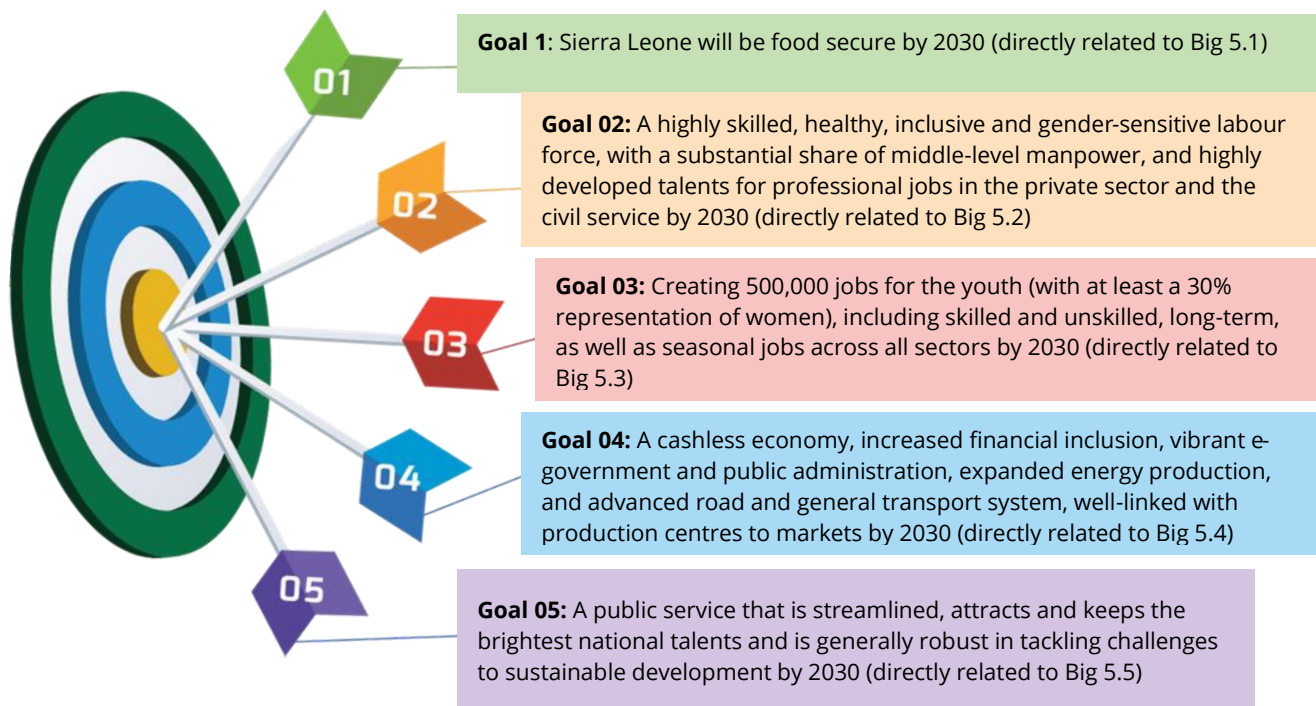 01
Goal 1: Sierra Leone will be food secure by 2030 (directly related to Big 5.1)
02
Goal 02: A highly skilled, healthy, inclusive and gender-sensitive labour
force, with a substantial share of middle-level manpower, and highly
developed talents for professional jobs in the private sector and the
civil service by 2030 (directly related to Big 5.2)
03
Goal 03: Creating 500,000 jobs for the youth (with at least a 30%
representation of women), including skilled and unskilled, long-term,
as well as seasonal jobs across all sectors by 2030 (directly related to
Big 5.3)
04
Goal 04: A cashless economy, increased financial inclusion, vibrant e-
government and public administration, expanded energy production,
and advanced road and general transport system, well-linked with
production centres to markets by 2030 (directly related to Big 5.4)
05
Goal 05: A public service that is streamlined, attracts and keeps the
brightest national talents and is generally robust in tackling challenges
to sustainable development by 2030 (directly related to Big 5.5)